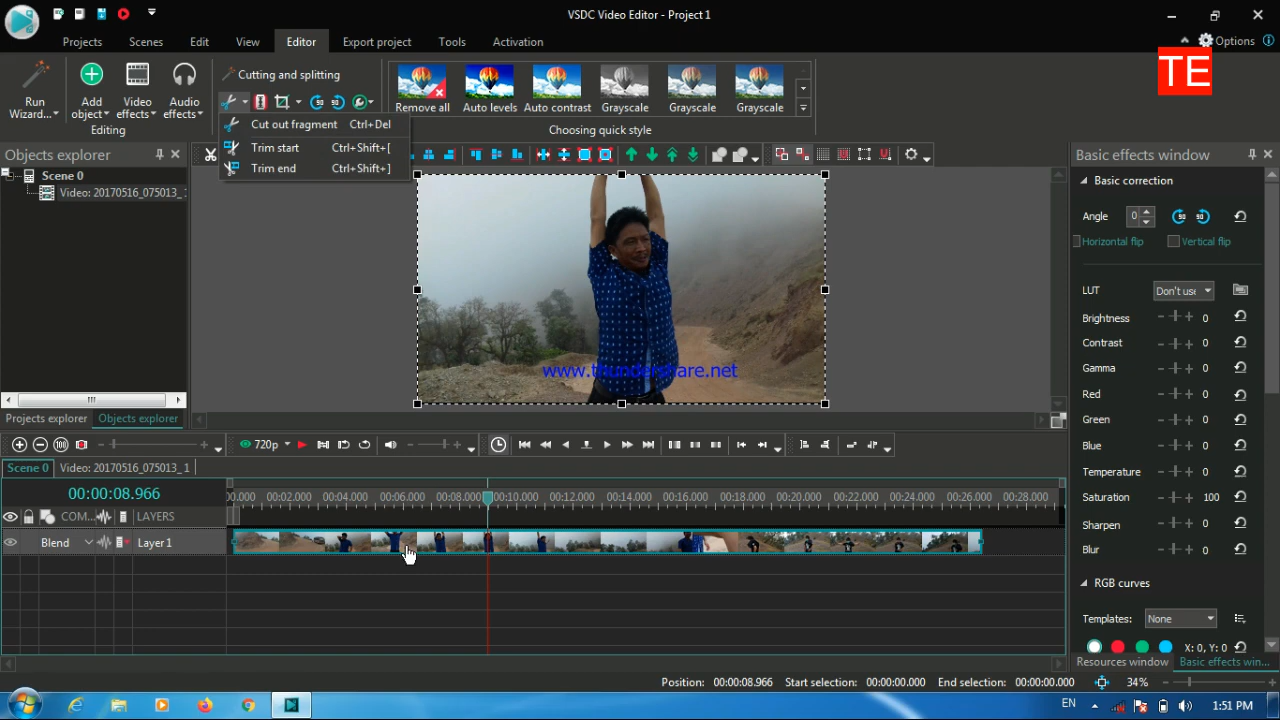 VSDC Video Editor - Project 1
Projects Scenes Edit View Editor Export project Tools Activation
Options
TE
Run Wizard...
Add object
Video effects
Audio effects
Editing
Cutting and splitting
Cut out fragment Ctrl+Del
Trim start Ctrl+Shift+[
Trim end Ctrl+Shift+]
Remove all Auto levels Auto contrast Grayscale Grayscale Grayscale
Choosing quick style
Objects explorer
Scene 0
Video: 20170516_075013_1
Projects explorer Objects explorer
www.thundershare.net
Basic effects window
Basic correction
Angle 0
Horizontal flip Vertical flip
LUT Don't use
Brightness 0
Contrast 0
Gamma 0
Red 0
Green 0
Blue 0
Temperature 0
Saturation 100
Sharpen 0
Blur 0
RGB curves
Templates: None
X: 0, Y: 0
Resources window Basic effects win...
720p
Scene 0 Video: 20170516_075013_1
00:00:08.966
00.000 00:02.000 00:04.000 00:06.000 00:08.000 00:10.000 00:12.000 00:14.000 00:16.000 00:18.000 00:20.000 00:22.000 00:24.000 00:26.000 00:28.000
COM... LAYERS
Blend Layer 1
Position: 00:00:08.966 Start selection: 00:00:00.000 End selection: 00:00:00.000 34%
EN 1:51 PM